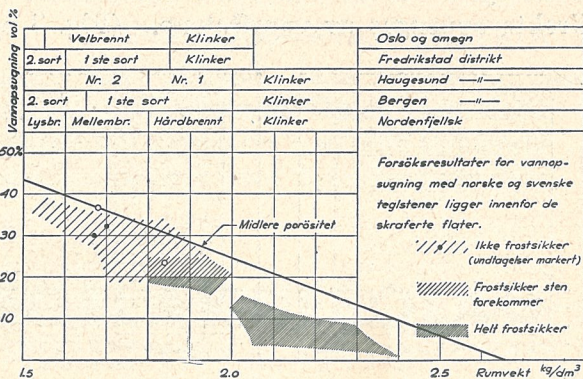 Vannopsugning vol %
Velbrennt Klinker Oslo og omegn
2.sort 1 ste sort Klinker Fredrikstad distrikt
Nr. 2 Nr. 1 Klinker Haugesund —"—
2. sort 1 ste sort Klinker Bergen —"—
Lysbr. Mellembr. Hårdbrennt Klinker Nordenfjellsk
50%
40
30
20
10
Forsöksresultater for vannop-
sugning med norske og svenske
teglstener ligger innenfor de
skraferte flater.
Midlere porösitet
Ikke frostsikker
(undtagelser markert)
Frostsikker sten
forekommer
Helt frostsikker
1.5 2.0 2.5 Rumvekt kg/dm3